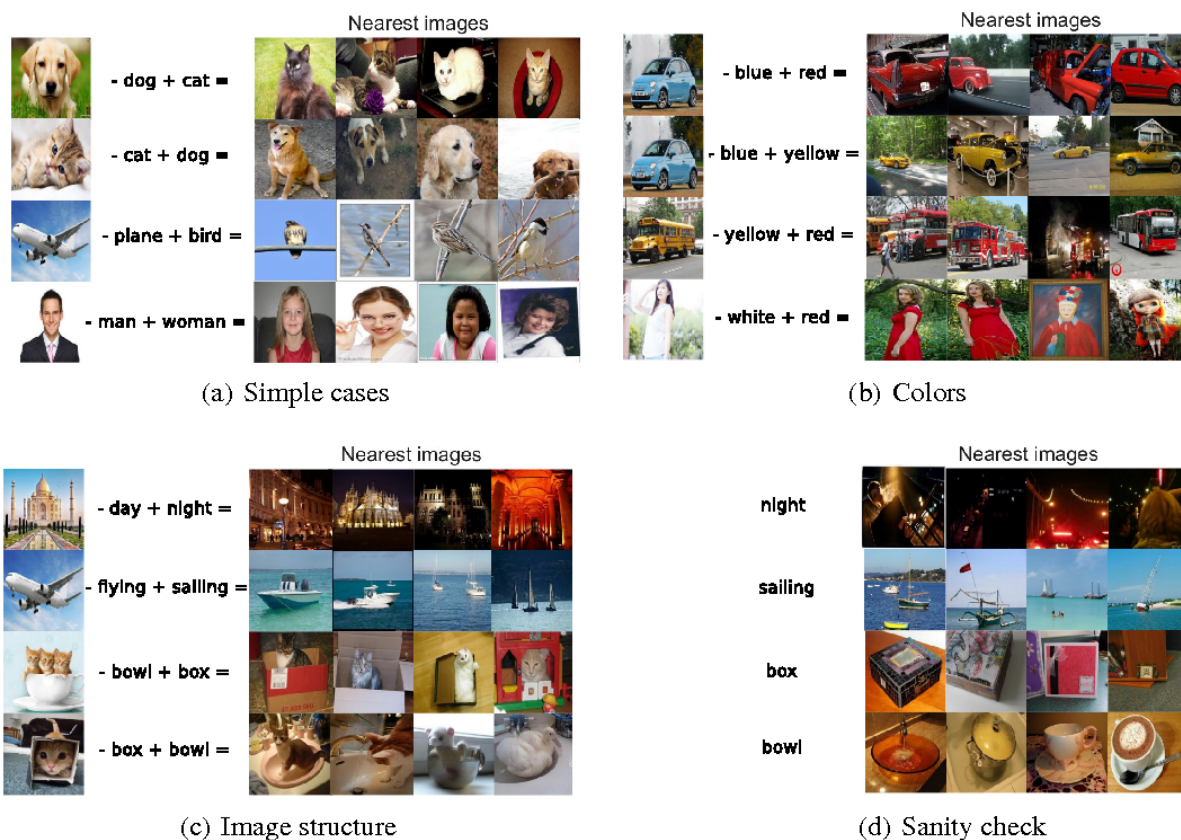 Nearest images
- dog + cat =
- cat + dog =
- plane + bird =
- man + woman =
(a) Simple cases
Nearest images
- blue + red =
- blue + yellow =
- yellow + red =
- white + red =
(b) Colors
Nearest images
- day + night =
- flying + sailing =
- bowl + box =
- box + bowl =
(c) Image structure
Nearest images
night
sailing
box
bowl
(d) Sanity check